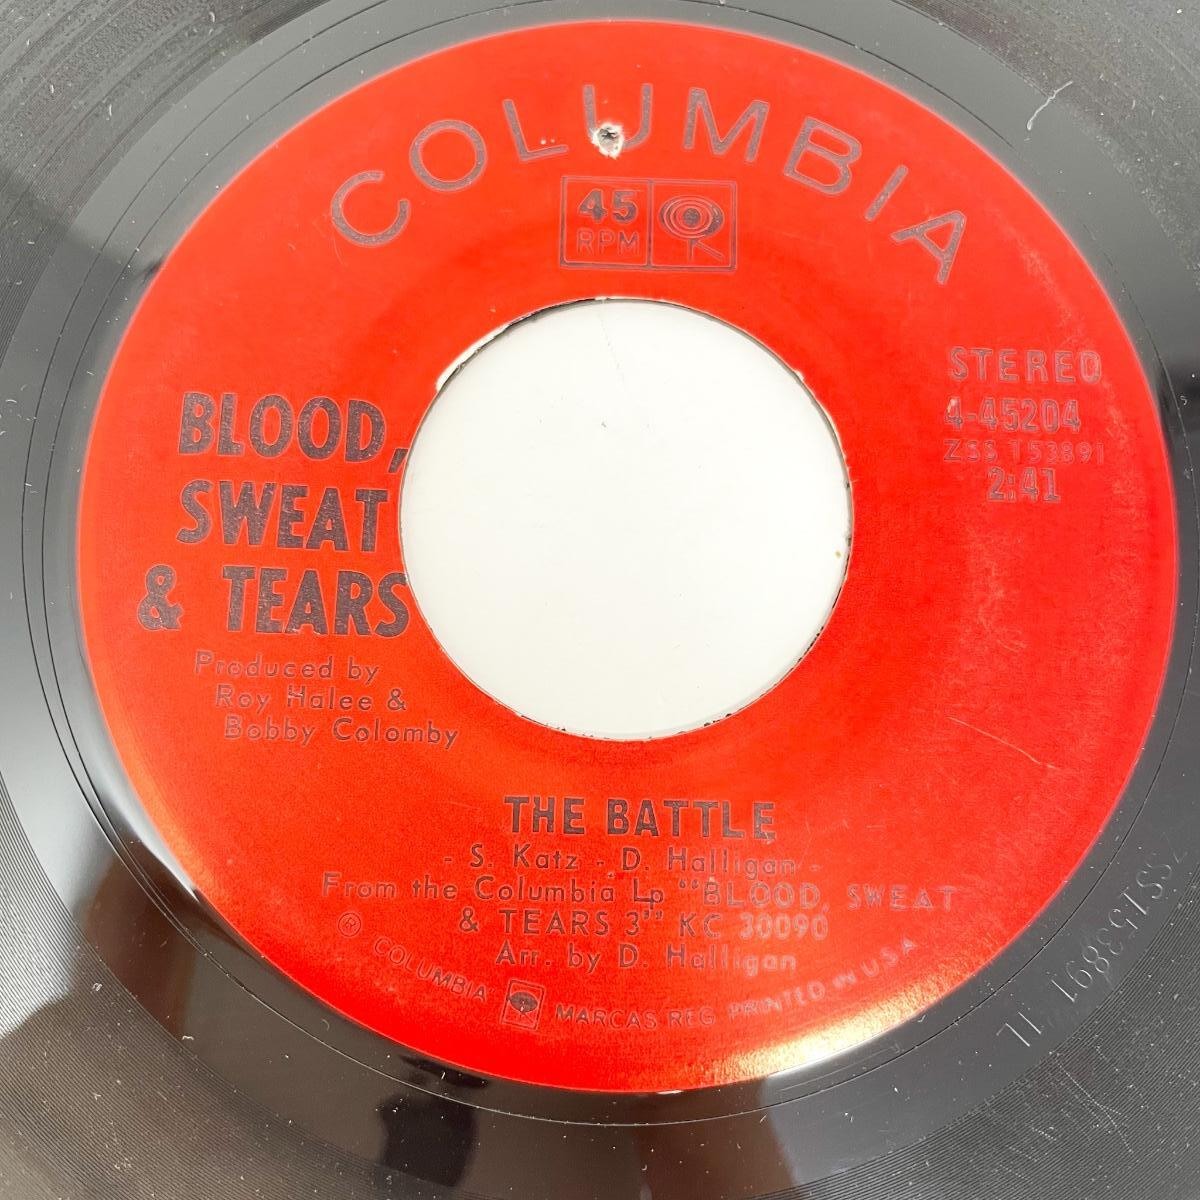 COLUMBIA
45
RPM
STEREO
4-45204
ZSS 153891
2:41
BLOOD,
SWEAT
& TEARS
Produced by
Roy Halee &
Bobby Colomby
THE BATTLE
- S. Katz - D. Halligan -
From the Columbia Lp "BLOOD, SWEAT
& TEARS 3" KC 30090
Arr. by D. Halligan
® COLUMBIA MARCAS REG PRINTED IN U.S.A
ZSS153891 1L